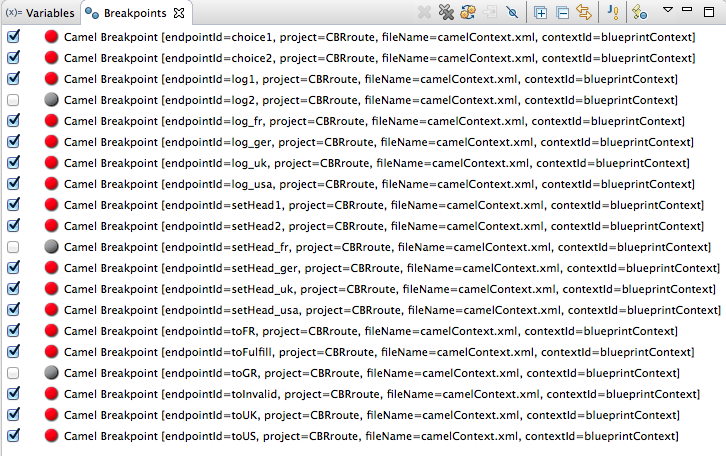 (x)= Variables
Breakpoints
Camel Breakpoint [endpointId=choice1, project=CBRroute, fileName=camelContext.xml, contextId=blueprintContext]
Camel Breakpoint [endpointId=choice2, project=CBRroute, fileName=camelContext.xml, contextId=blueprintContext]
Camel Breakpoint [endpointId=log1, project=CBRroute, fileName=camelContext.xml, contextId=blueprintContext]
Camel Breakpoint [endpointId=log2, project=CBRroute, fileName=camelContext.xml, contextId=blueprintContext]
Camel Breakpoint [endpointId=log_fr, project=CBRroute, fileName=camelContext.xml, contextId=blueprintContext]
Camel Breakpoint [endpointId=log_ger, project=CBRroute, fileName=camelContext.xml, contextId=blueprintContext]
Camel Breakpoint [endpointId=log_uk, project=CBRroute, fileName=camelContext.xml, contextId=blueprintContext]
Camel Breakpoint [endpointId=log_usa, project=CBRroute, fileName=camelContext.xml, contextId=blueprintContext]
Camel Breakpoint [endpointId=setHead1, project=CBRroute, fileName=camelContext.xml, contextId=blueprintContext]
Camel Breakpoint [endpointId=setHead2, project=CBRroute, fileName=camelContext.xml, contextId=blueprintContext]
Camel Breakpoint [endpointId=setHead_fr, project=CBRroute, fileName=camelContext.xml, contextId=blueprintContext]
Camel Breakpoint [endpointId=setHead_ger, project=CBRroute, fileName=camelContext.xml, contextId=blueprintContext]
Camel Breakpoint [endpointId=setHead_uk, project=CBRroute, fileName=camelContext.xml, contextId=blueprintContext]
Camel Breakpoint [endpointId=setHead_usa, project=CBRroute, fileName=camelContext.xml, contextId=blueprintContext]
Camel Breakpoint [endpointId=toFR, project=CBRroute, fileName=camelContext.xml, contextId=blueprintContext]
Camel Breakpoint [endpointId=toFulfill, project=CBRroute, fileName=camelContext.xml, contextId=blueprintContext]
Camel Breakpoint [endpointId=toGR, project=CBRroute, fileName=camelContext.xml, contextId=blueprintContext]
Camel Breakpoint [endpointId=toInvalid, project=CBRroute, fileName=camelContext.xml, contextId=blueprintContext]
Camel Breakpoint [endpointId=toUK, project=CBRroute, fileName=camelContext.xml, contextId=blueprintContext]
Camel Breakpoint [endpointId=toUS, project=CBRroute, fileName=camelContext.xml, contextId=blueprintContext]